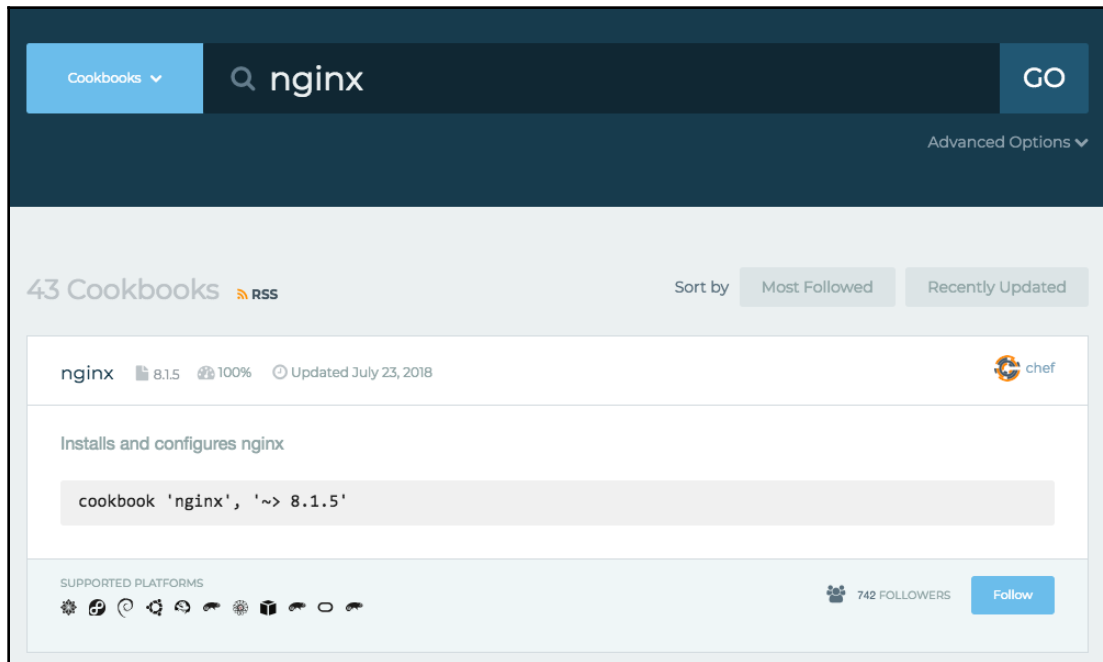 Cookbooks
nginx
GO
Advanced Options
43 Cookbooks RSS
Sort by Most Followed Recently Updated
nginx 8.1.5 100% Updated July 23, 2018 chef
Installs and configures nginx
cookbook 'nginx', '~> 8.1.5'
SUPPORTED PLATFORMS
742 FOLLOWERS
Follow